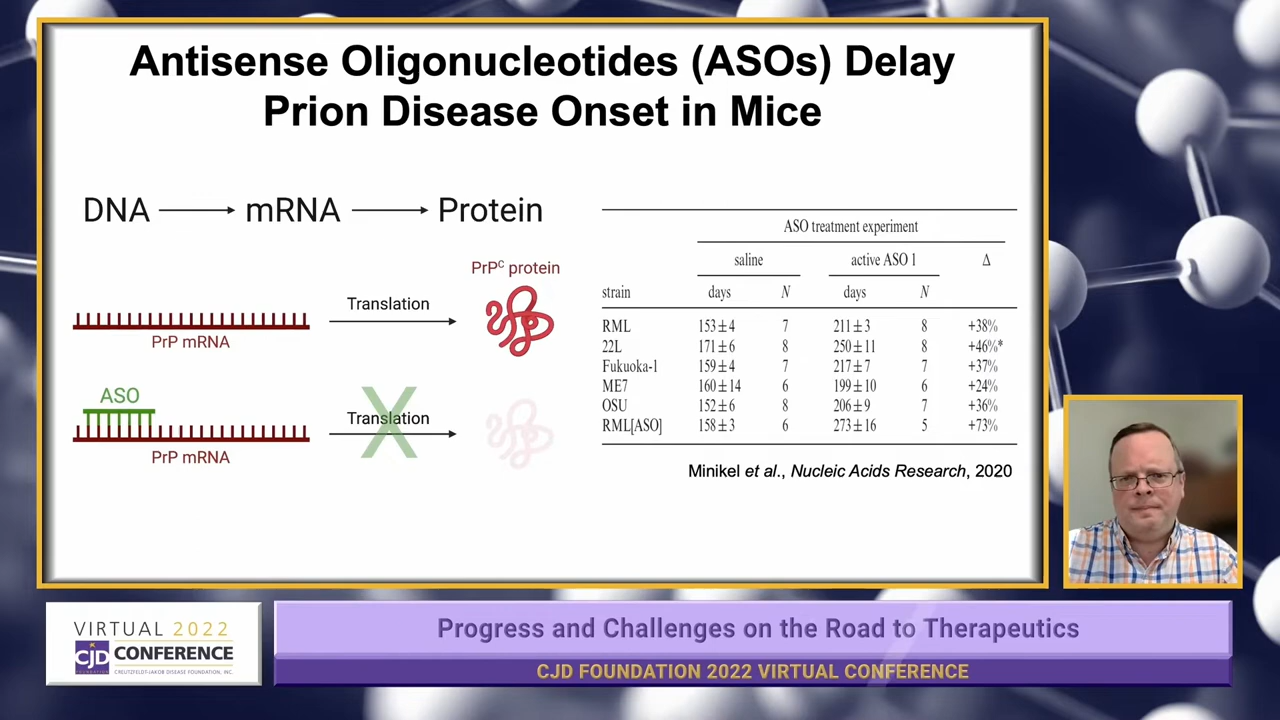 Antisense Oligonucleotides (ASOs) Delay
Prion Disease Onset in Mice
DNA mRNA Protein
PrPᶜ protein
Translation
PrP mRNA
ASO
Translation
PrP mRNA
ASO treatment experiment
saline active ASO 1 Δ
strain days N days N
RML 153±4 7 211±3 8 +38%
22L 171±6 8 250±11 8 +46%*
Fukuoka-1 159±4 7 217±7 7 +37%
ME7 160±14 6 199±10 6 +24%
OSU 152±6 8 206±9 7 +36%
RML[ASO] 158±3 6 273±16 5 +73%
Minikel et al., Nucleic Acids Research, 2020
VIRTUAL 2022
CJD CONFERENCE
FOUNDATION CREUTZFELDT-JAKOB DISEASE FOUNDATION, INC.
Progress and Challenges on the Road to Therapeutics
CJD FOUNDATION 2022 VIRTUAL CONFERENCE